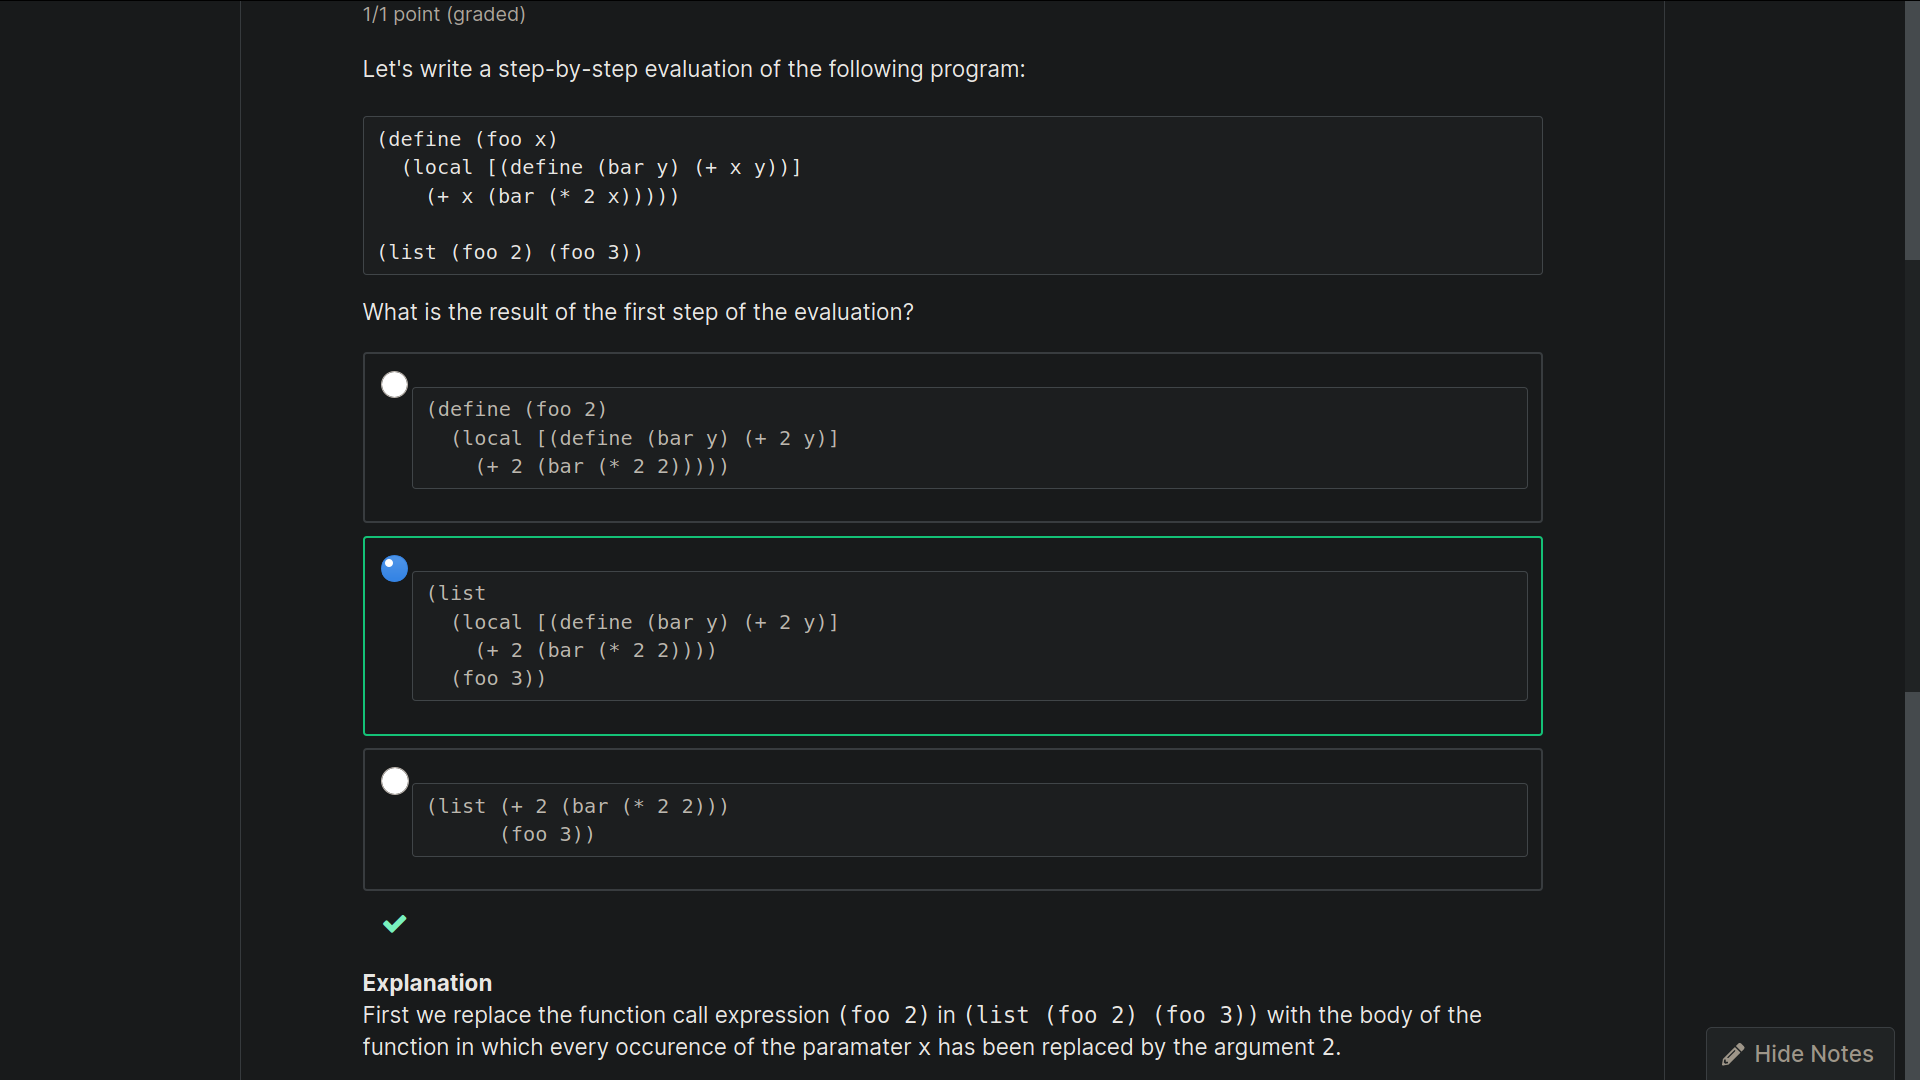 1/1 point (graded)
Let's write a step-by-step evaluation of the following program:
(define (foo x)
  (local [(define (bar y) (+ x y))]
    (+ x (bar (* 2 x)))))
(list (foo 2) (foo 3))
What is the result of the first step of the evaluation?
(define (foo 2)
  (local [(define (bar y) (+ 2 y)]
    (+ 2 (bar (* 2 2)))))
(list
  (local [(define (bar y) (+ 2 y)]
    (+ 2 (bar (* 2 2))))
  (foo 3))
(list (+ 2 (bar (* 2 2)))
      (foo 3))
Explanation
First we replace the function call expression (foo 2) in (list (foo 2) (foo 3)) with the body of the
function in which every occurence of the paramater x has been replaced by the argument 2.
Hide Notes